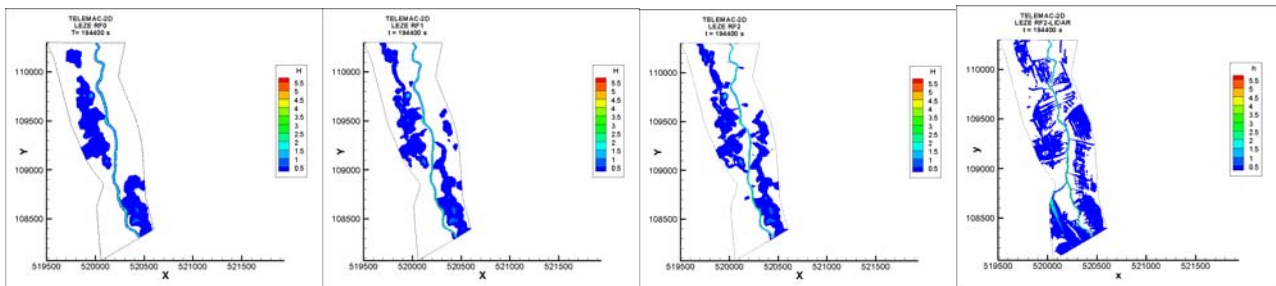 TELEMAC-2D
LEZE RF0
T= 194400 s
H
5.5
5
4.5
4
3.5
3
2.5
2
1.5
1
0.5
Y
110000
109500
109000
108500
519500 520000 520500 521000 521500
X
TELEMAC-2D
LEZE RF1
t = 194400 s
H
5.5
5
4.5
4
3.5
3
2.5
2
1.5
1
0.5
Y
110000
109500
109000
108500
519500 520000 520500 521000 521500
X
TELEMAC-2D
LEZE RF2
t = 194400 s
H
5.5
5
4.5
4
3.5
3
2.5
2
1.5
1
0.5
Y
110000
109500
109000
108500
519500 520000 520500 521000 521500
X
TELEMAC-2D
LEZE RF2-LIDAR
t = 194400 s
h
5.5
5
4.5
4
3.5
3
2.5
2
1.5
1
0.5
y
110000
109500
109000
108500
519500 520000 520500 521000 521500
x